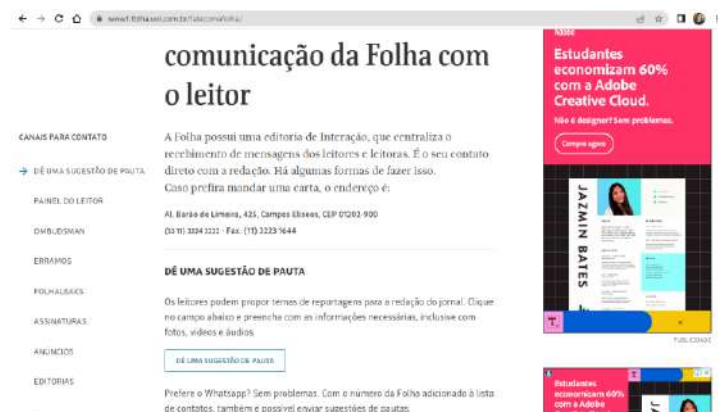 comunicação da Folha com
o leitor
CANAIS PARA CONTATO
DÊ UMA SUGESTÃO DE PAUTA
PAINEL DO LEITOR
OMBUDSMAN
ERRAMOS
FOLHALEAKS
ASSINATURAS
ANÚNCIOS
EDITORIAS
A Folha possui uma editoria de Interação, que centraliza o
recebimento de mensagens dos leitores e leitoras. É o seu contato
direto com a redação. Há algumas formas de fazer isso.
Caso prefira mandar uma carta, o endereço é:
Al. Barão de Limeira, 425, Campos Elíseos, CEP 01202-900
3224 2222 - Fax. (11) 3223 1644
DÊ UMA SUGESTÃO DE PAUTA
Os leitores podem propor temas de reportagens para a redação do jornal. Clique
no campo abaixo e preencha com as informações necessárias, inclusive com
fotos, vídeos e áudios.
DÊ UMA SUGESTÃO DE PAUTA
Prefere o Whatsapp? Sem problemas. Com o número da Folha adicionado à lista
de contatos, também é possível enviar sugestões de pautas.
Adobe
Estudantes
economizam 60%
com a Adobe
Creative Cloud.
Não é designer? Sem problemas.
Compre agora
JAZMIN BATES
T
PUBLICIDADE
Estudantes
economizam 60%
com a Adobe